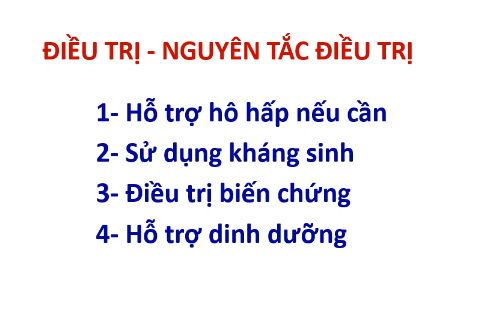 ĐIỀU TRỊ - NGUYÊN TẮC ĐIỀU TRỊ
1- Hỗ trợ hô hấp nếu cần
2- Sử dụng kháng sinh
3- Điều trị biến chứng
4- Hỗ trợ dinh dưỡng